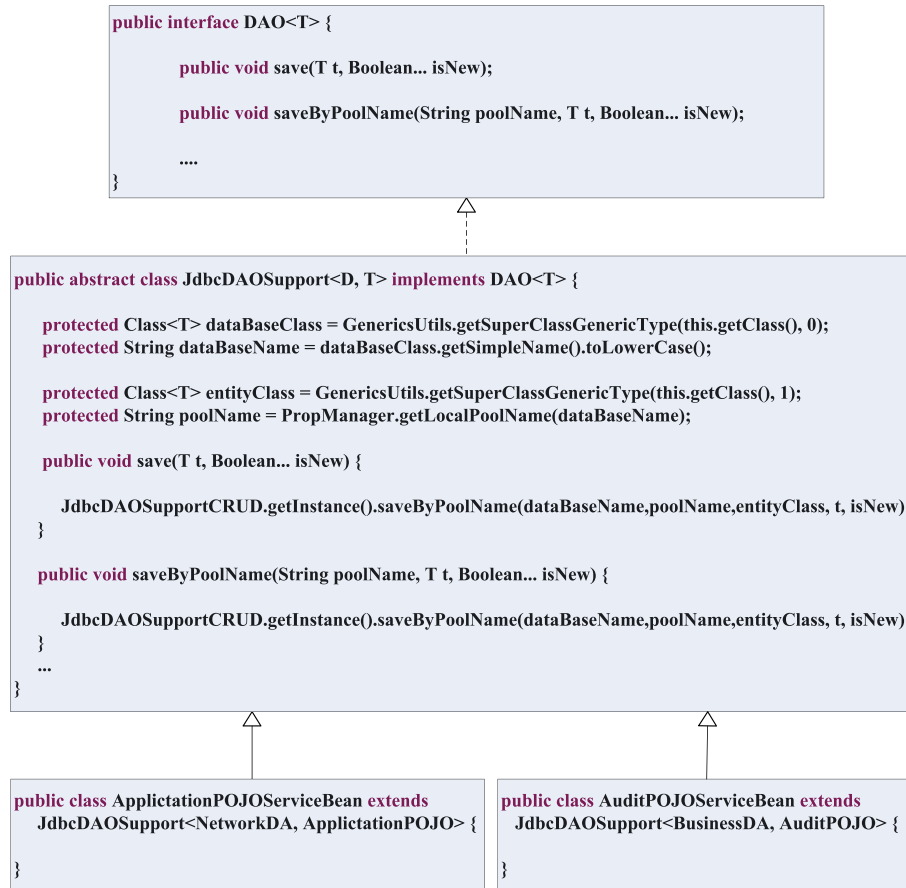 public interface DAO<T> {
public void save(T t, Boolean... isNew);
public void saveByPoolName(String poolName, T t, Boolean... isNew);
....
}
public abstract class JdbcDAOSupport<D, T> implements DAO<T> {
protected Class<T> dataBaseClass = GenericsUtils.getSuperClassGenericType(this.getClass(), 0);
protected String dataBaseName = dataBaseClass.getSimpleName().toLowerCase();
protected Class<T> entityClass = GenericsUtils.getSuperClassGenericType(this.getClass(), 1);
protected String poolName = PropManager.getLocalPoolName(dataBaseName);
public void save(T t, Boolean... isNew) {
JdbcDAOSupportCRUD.getInstance().saveByPoolName(dataBaseName,poolName,entityClass, t, isNew)
}
public void saveByPoolName(String poolName, T t, Boolean... isNew) {
JdbcDAOSupportCRUD.getInstance().saveByPoolName(dataBaseName,poolName,entityClass, t, isNew)
}
...
}
public class ApplictationPOJOServiceBean extends
JdbcDAOSupport<NetworkDA, ApplictationPOJO> {
}
public class AuditPOJOServiceBean extends
JdbcDAOSupport<BusinessDA, AuditPOJO> {
}